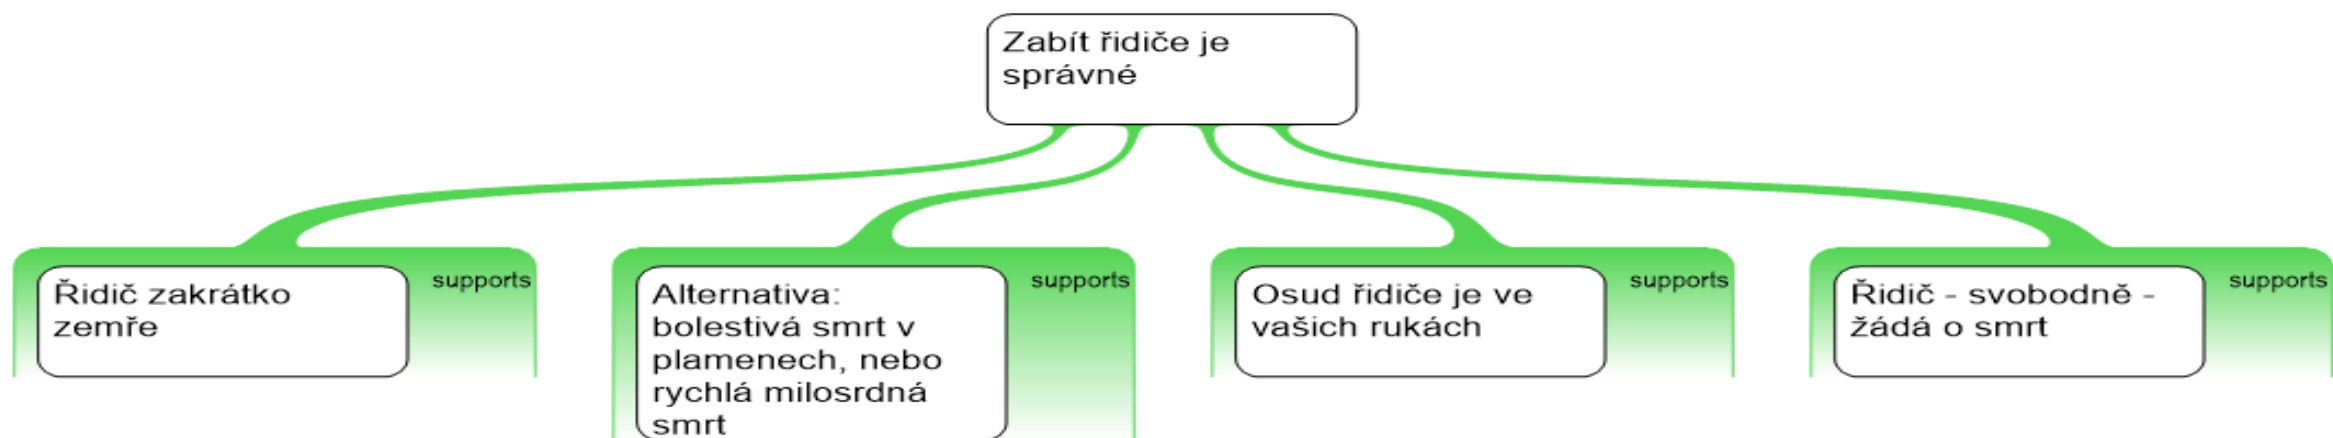 Zabít řidiče je
správné
Řidič zakrátko
zemře
supports
Alternativa:
bolestivá smrt v
plamenech, nebo
rychlá milosrdná
smrt
supports
Osud řidiče je ve
vašich rukách
supports
Řidič - svobodně -
žádá o smrt
supports